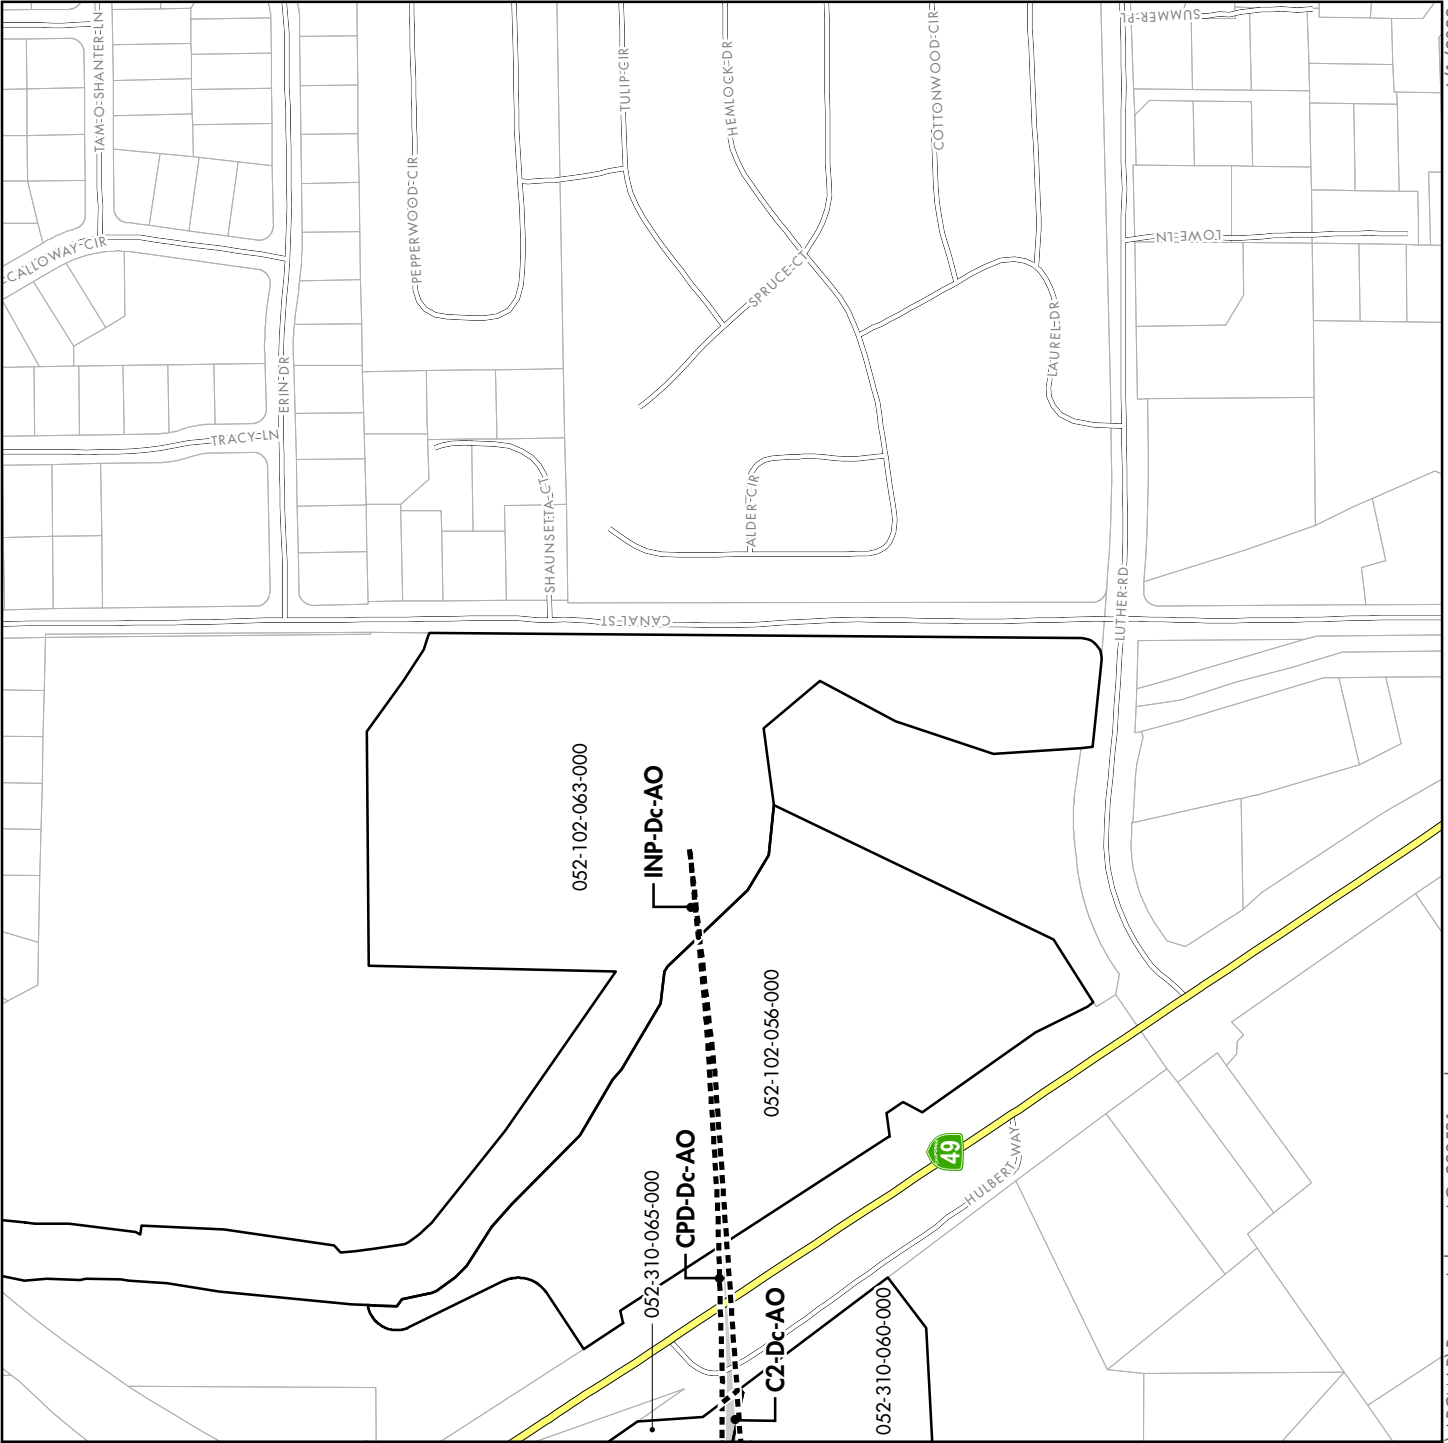 TAM-O-SHANTER-LN
SUMMER-PL
TULIP-CIR
HEMLOCK-DR
COTTONWOOD-CIR
PEPPERWOOD-CIR
CALLOWAY-CIR
SPRUCE-CT
LOWE-LN
ERIN-DR
LAUREL-DR
TRACY-LN
SHAUNSETTA-CT
ALDER-CIR
CANAL-ST
LUTHER-RD
052-102-063-000
INP-Dc-AO
052-102-056-000
CPD-Dc-AO
052-310-065-000
49
HULBERT-WAY
C2-Dc-AO
052-310-060-000